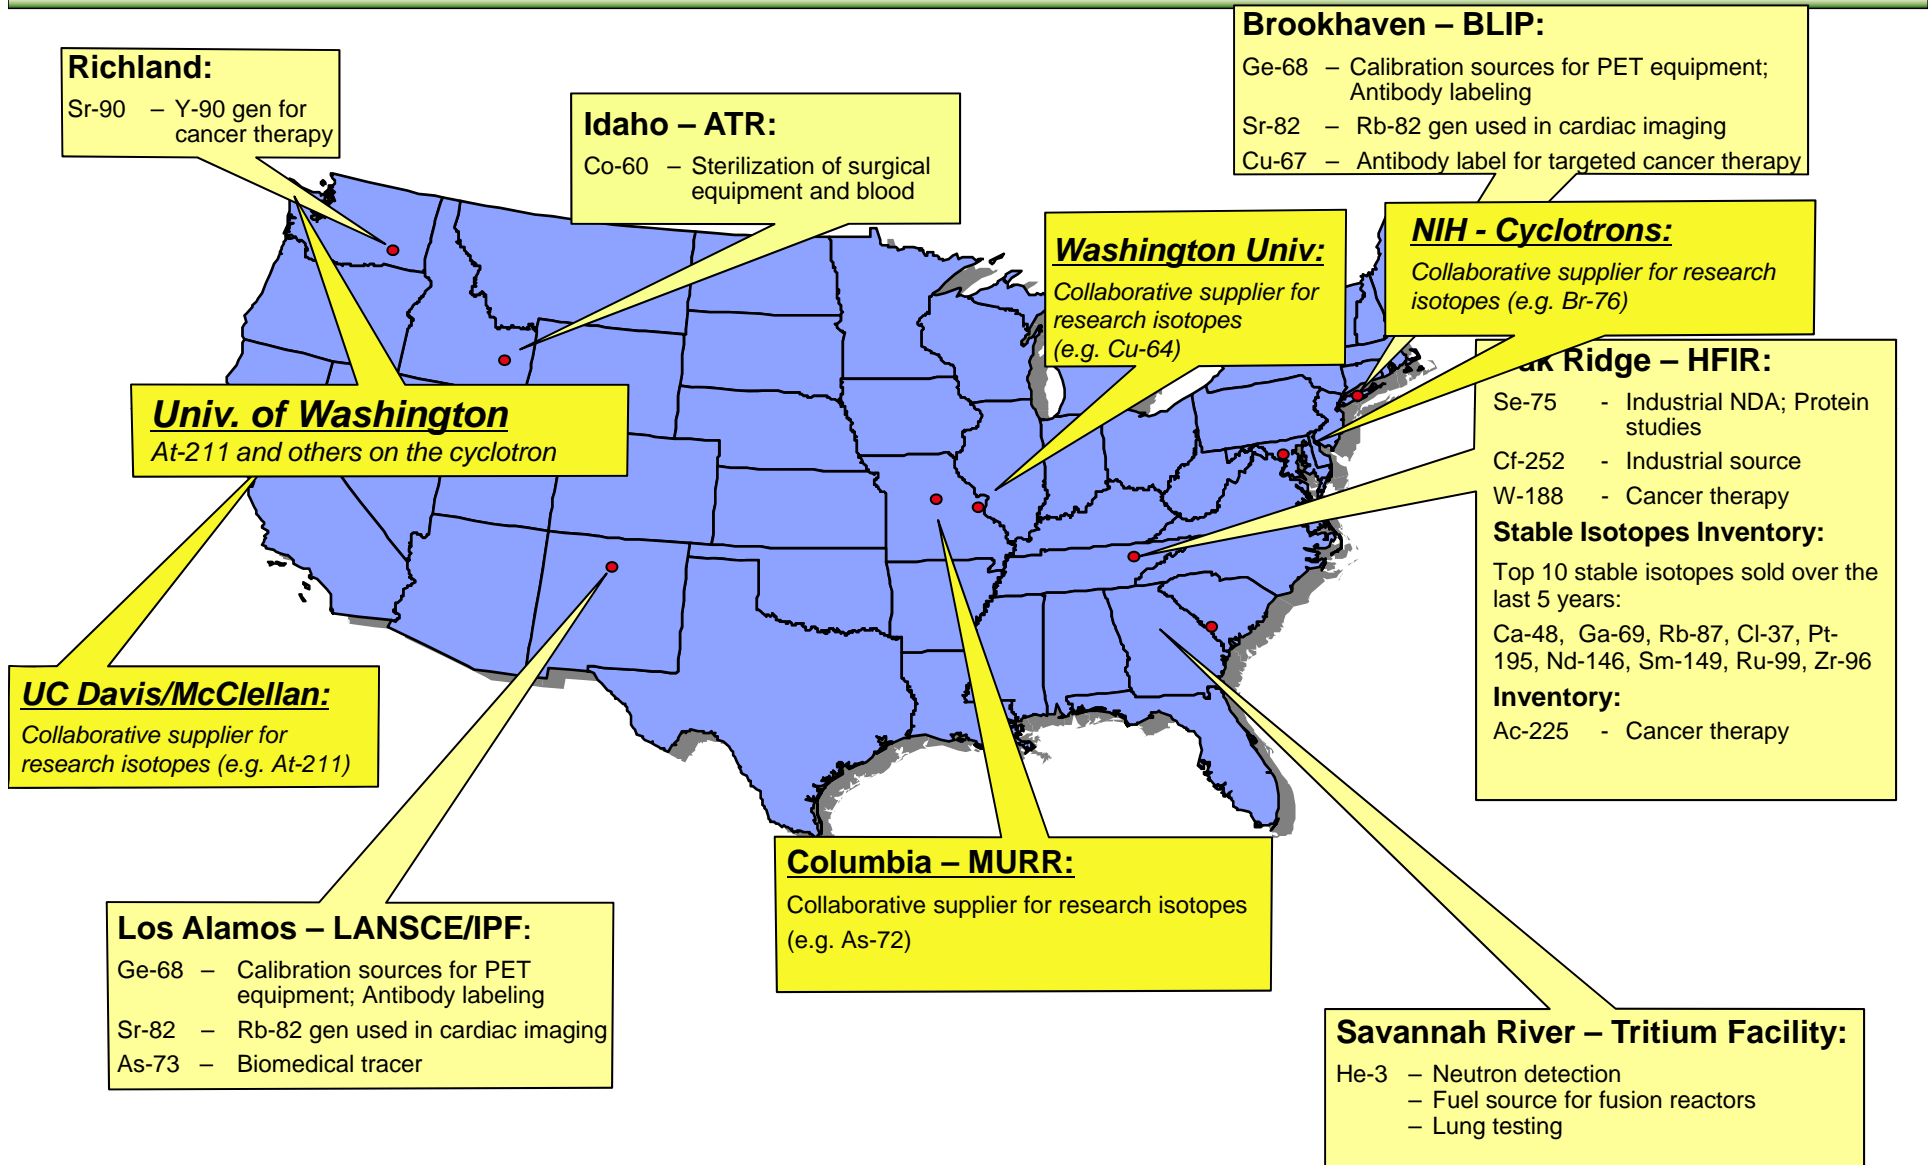 Richland:
Sr-90 – Y-90 gen for
cancer therapy
Idaho – ATR:
Co-60 – Sterilization of surgical
equipment and blood
Brookhaven – BLIP:
Ge-68 – Calibration sources for PET equipment;
Antibody labeling
Sr-82 – Rb-82 gen used in cardiac imaging
Cu-67 – Antibody label for targeted cancer therapy
Washington Univ:
Collaborative supplier for
research isotopes
(e.g. Cu-64)
NIH - Cyclotrons:
Collaborative supplier for research
isotopes (e.g. Br-76)
Univ. of Washington
At-211 and others on the cyclotron
Ridge – HFIR:
Se-75 - Industrial NDA; Protein
studies
Cf-252 - Industrial source
W-188 - Cancer therapy
Stable Isotopes Inventory:
Top 10 stable isotopes sold over the
last 5 years:
Ca-48, Ga-69, Rb-87, Cl-37, Pt-
195, Nd-146, Sm-149, Ru-99, Zr-96
Inventory:
Ac-225 - Cancer therapy
UC Davis/McClellan:
Collaborative supplier for
research isotopes (e.g. At-211)
Columbia – MURR:
Collaborative supplier for research isotopes
(e.g. As-72)
Los Alamos – LANSCE/IPF:
Ge-68 – Calibration sources for PET
equipment; Antibody labeling
Sr-82 – Rb-82 gen used in cardiac imaging
As-73 – Biomedical tracer
Savannah River – Tritium Facility:
He-3 – Neutron detection
– Fuel source for fusion reactors
– Lung testing